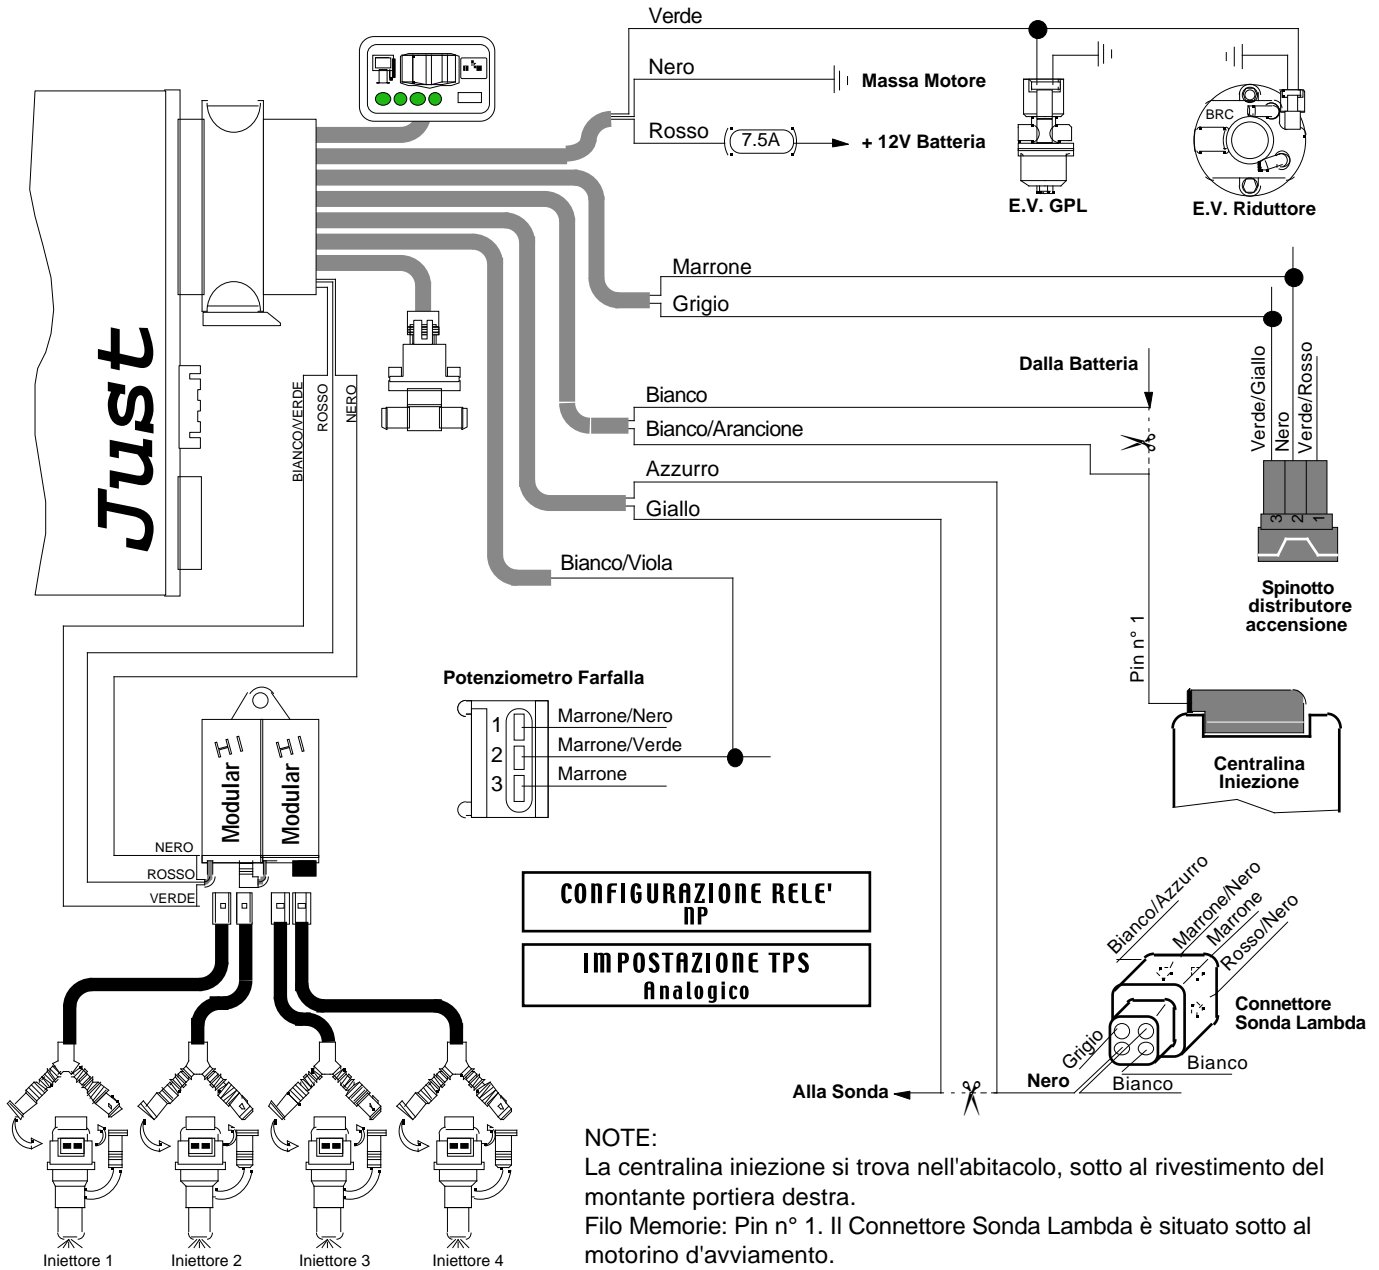 Verde
Nero
Massa Motore
Rosso
7.5A
+ 12V Batteria
BRC
E.V. GPL
E.V. Riduttore
Just
Marrone
Grigio
Dalla Batteria
BIANCO/VERDE
ROSSO
NERO
Bianco
Bianco/Arancione
Verde/Giallo
Nero
Verde/Rosso
Azzurro
Giallo
3
2
1
Bianco/Viola
Spinotto
distributore
accensione
Pin n° 1
Potenziometro Farfalla
1
Marrone/Nero
2
Marrone/Verde
3
Marrone
Modular HI
Modular HI
Centralina
Iniezione
NERO
ROSSO
VERDE
CONFIGURAZIONE RELE'
NP
IMPOSTAZIONE TPS
Analogico
Bianco/Azzurro
Marrone/Nero
Marrone
Rosso/Nero
Connettore
Sonda Lambda
Grigio
Nero
Bianco
Bianco
Alla Sonda
NOTE:
La centralina iniezione si trova nell'abitacolo, sotto al rivestimento del
montante portiera destra.
Filo Memorie: Pin n° 1. Il Connettore Sonda Lambda è situato sotto al
motorino d'avviamento.
Iniettore 1
Iniettore 2
Iniettore 3
Iniettore 4